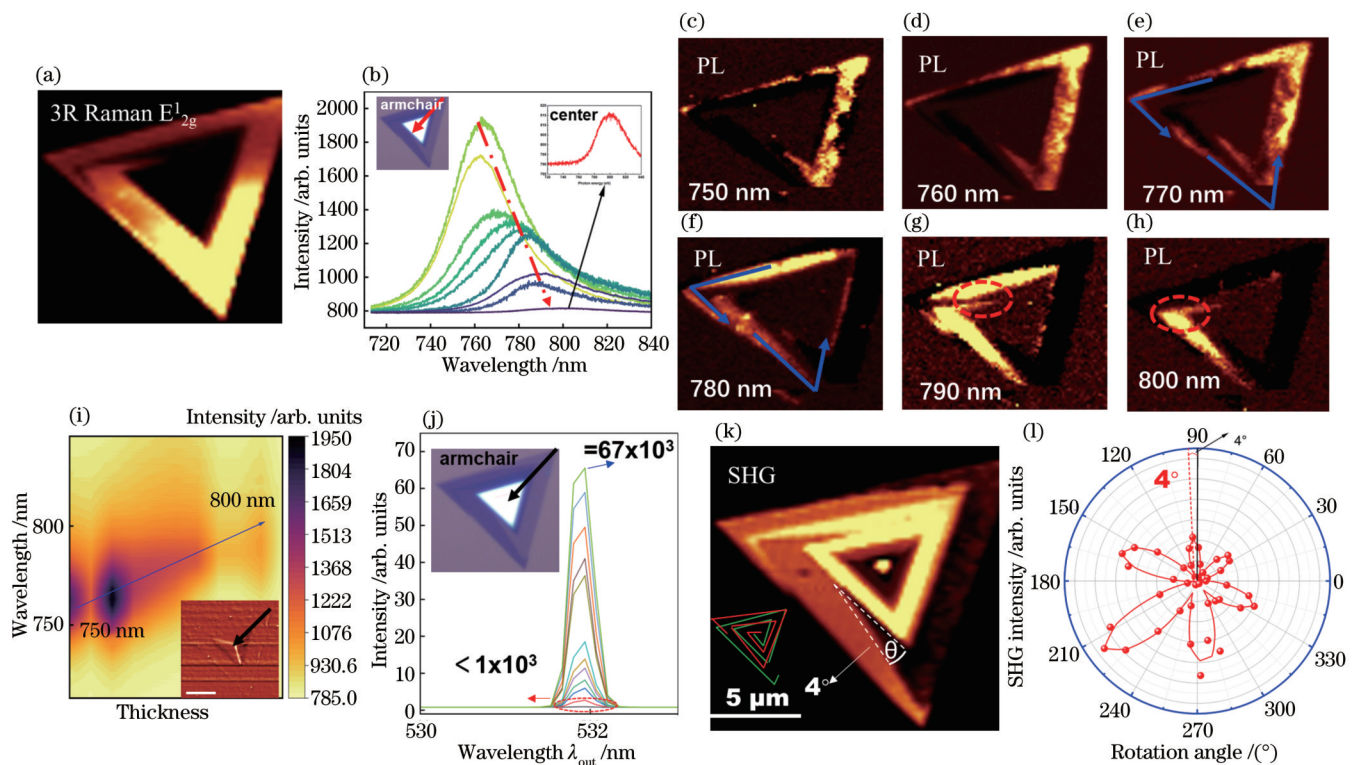 (a)
3R Raman E¹2g
(b)
Intensity /arb. units
2100
2000
1800
1600
1400
1200
1000
800
720 740 760 780 800 820 840
Wavelength /nm
armchair
center
(c)
PL
750 nm
(d)
PL
760 nm
(e)
PL
770 nm
(f)
PL
780 nm
(g)
PL
790 nm
(h)
PL
800 nm
(i)
Intensity /arb. units
Wavelength /nm
800
750
800 nm
750 nm
Thickness
1950
1804
1659
1513
1368
1222
1076
930.6
785.0
(j)
Intensity /arb. units
70
60
50
40
30
20
10
0
armchair
=67x10³
<1x10³
530 532
Wavelength λout /nm
(k)
SHG
θ
4°
5 μm
(l)
SHG intensity /arb. units
90
4°
4°
120
60
150
30
180
0
210
330
240
300
270
Rotation angle /(°)